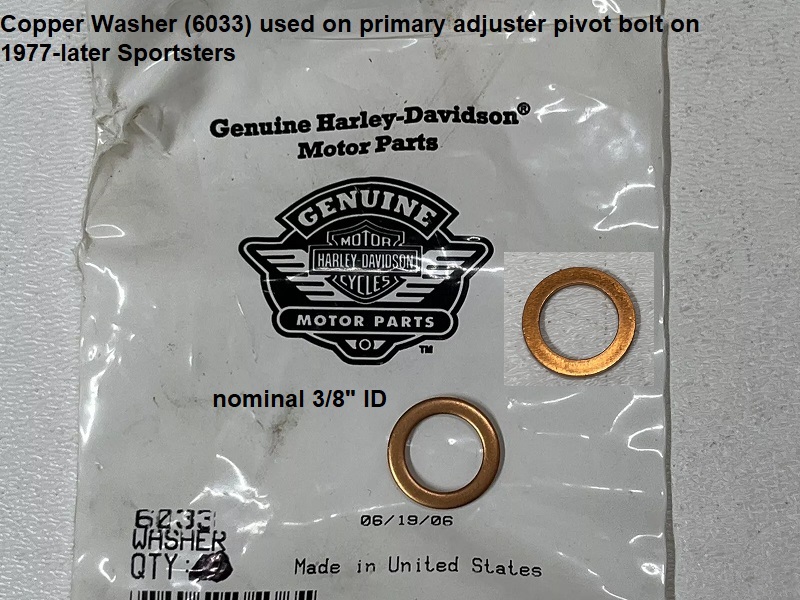 Copper Washer (6033) used on primary adjuster pivot bolt on
1977-later Sportsters
Genuine Harley-Davidson®
Motor Parts
GENUINE
MOTOR
HARLEY-DAVIDSON
CYCLES
MOTOR PARTS
TM
nominal 3/8" ID
6033
06/19/06
WASHER
QTY:
Made in United States